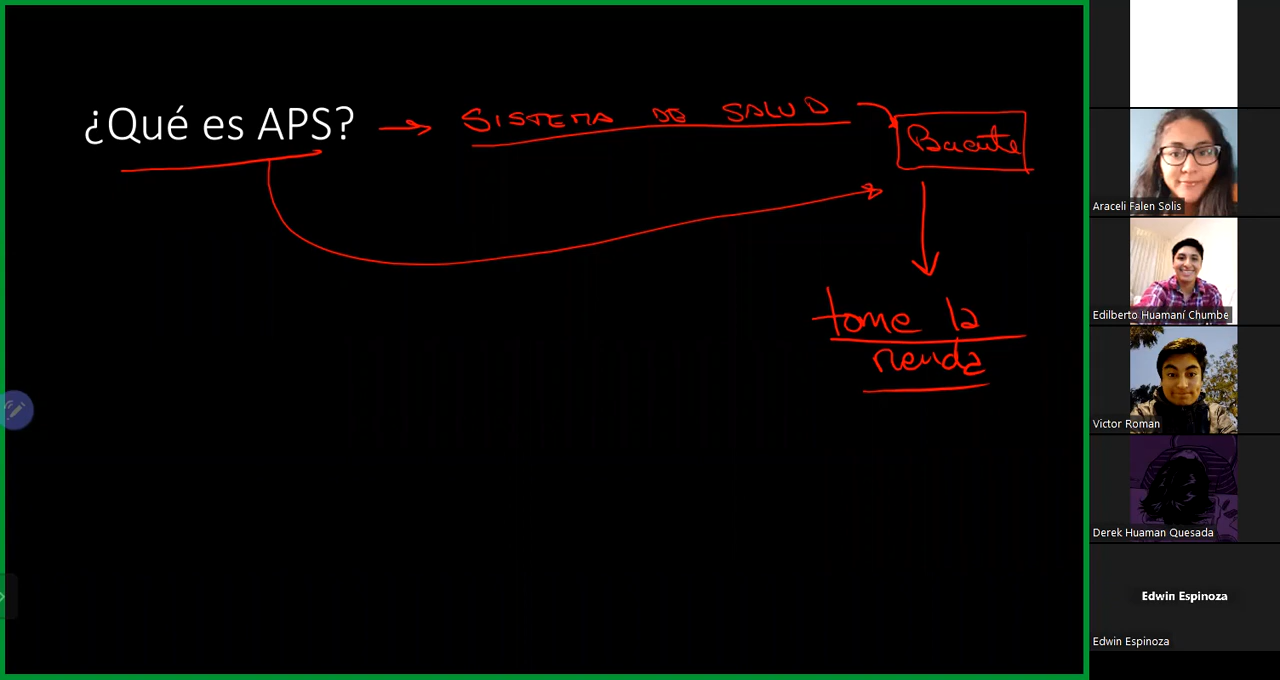 ¿Qué es APS? → SISTEMA DE SALUD
tome la
rienda
Araceli Falen Solis
Edilberto Huamaní Chumbe
Victor Roman
Derek Huaman Quesada
Edwin Espinoza
Edwin Espinoza